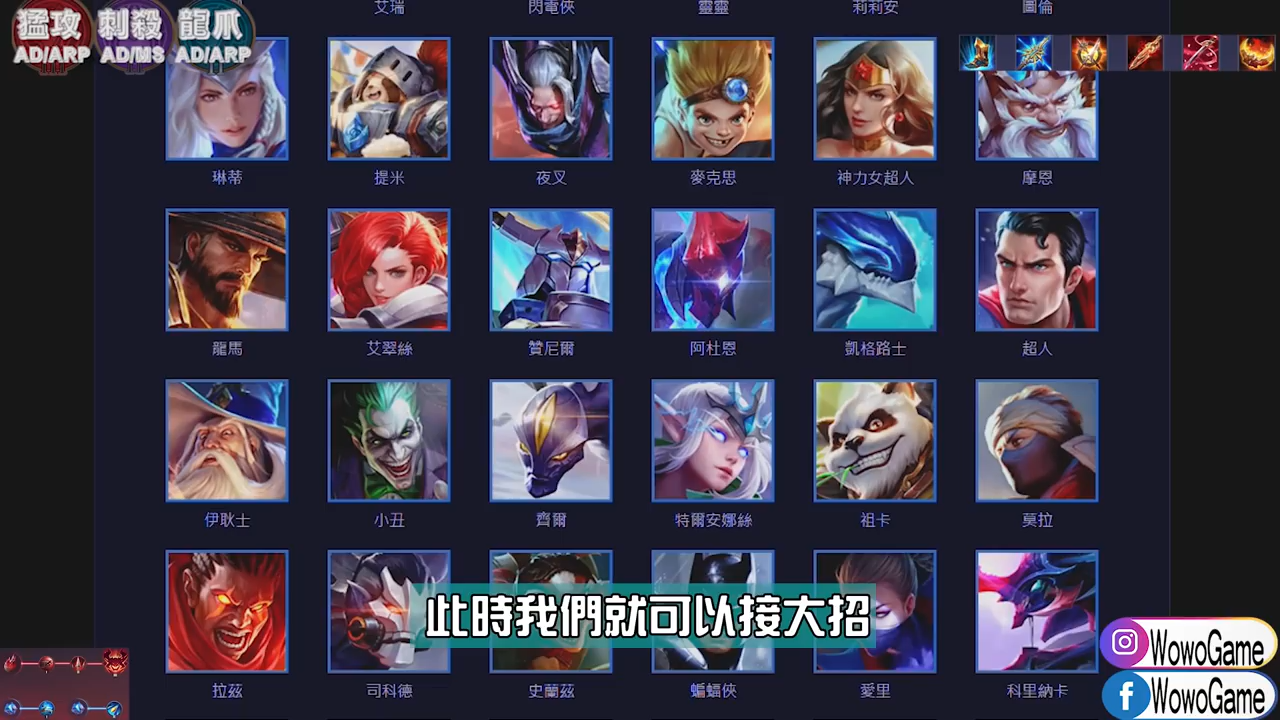 猛攻 刺殺 龍爪
AD/ARP AD/MS AD/ARP
艾瑞 閃電俠 靈靈 莉莉安 圖倫
琳蒂 提米 夜叉 麥克思 神力女超人 摩恩
龍馬 艾翠絲 贊尼爾 阿杜恩 凱格路士 超人
伊耿士 小丑 齊爾 特爾安娜絲 祖卡 莫拉
此時我們就可以接大招
WowoGame
WowoGame
拉茲 司科德 史蘭茲 蝙蝠俠 愛里 科里納卡